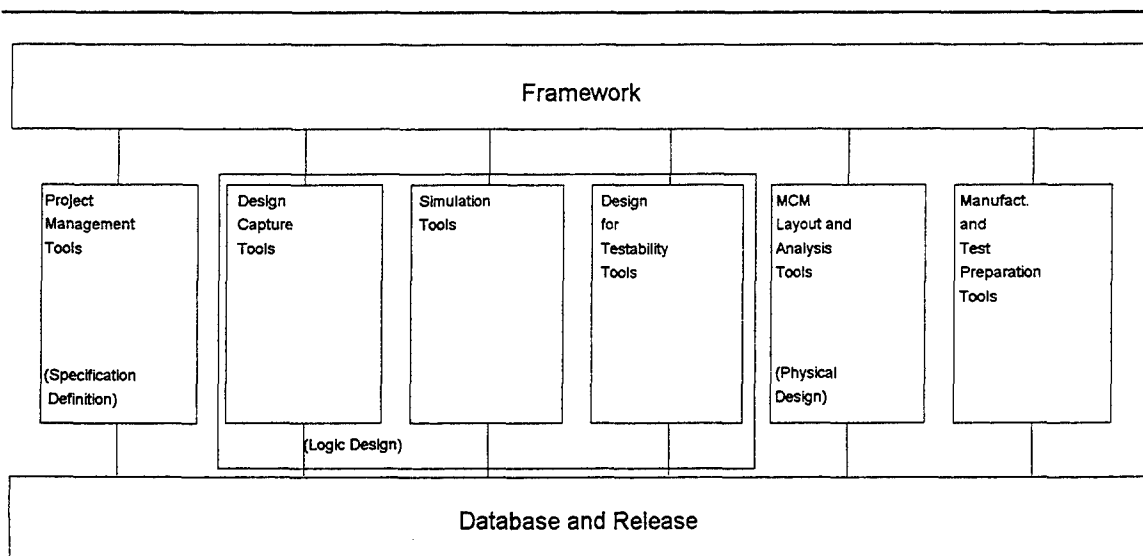 Framework
Project
Management
Tools
(Specification
Definition)
Design
Capture
Tools
Simulation
Tools
Design
for
Testability
Tools
(Logic Design)
MCM
Layout and
Analysis
Tools
(Physical
Design)
Manufact.
and
Test
Preparation
Tools
Database and Release